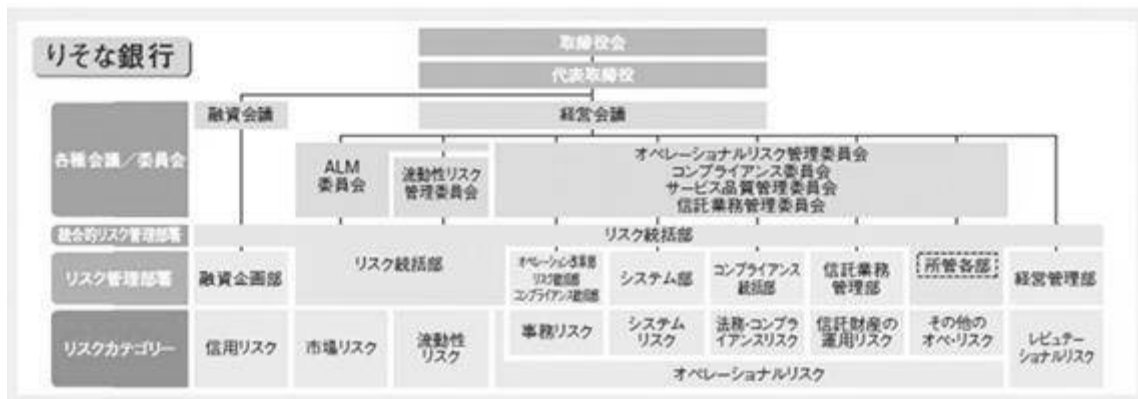 りそな銀行
取締役会
代表取締役
融資会議
経営会議
各種会議／委員会
ALM
委員会
流動性リスク
管理委員会
オペレーショナルリスク管理委員会
コンプライアンス委員会
サービス品質管理委員会
信託業務管理委員会
統合的リスク管理部署
リスク統括部
リスク管理部署
融資企画部
リスク統括部
オペレーション改革部
リスク統括部
コンプライアンス統括部
システム部
コンプライアンス
統括部
信託業務
管理部
所管各部
経営管理部
リスクカテゴリー
信用リスク
市場リスク
流動性
リスク
事務リスク
システム
リスク
法務・コンプラ
イアンスリスク
信託財産の
運用リスク
その他の
オペ・リスク
レピュテー
ショナルリスク
オペレーショナルリスク